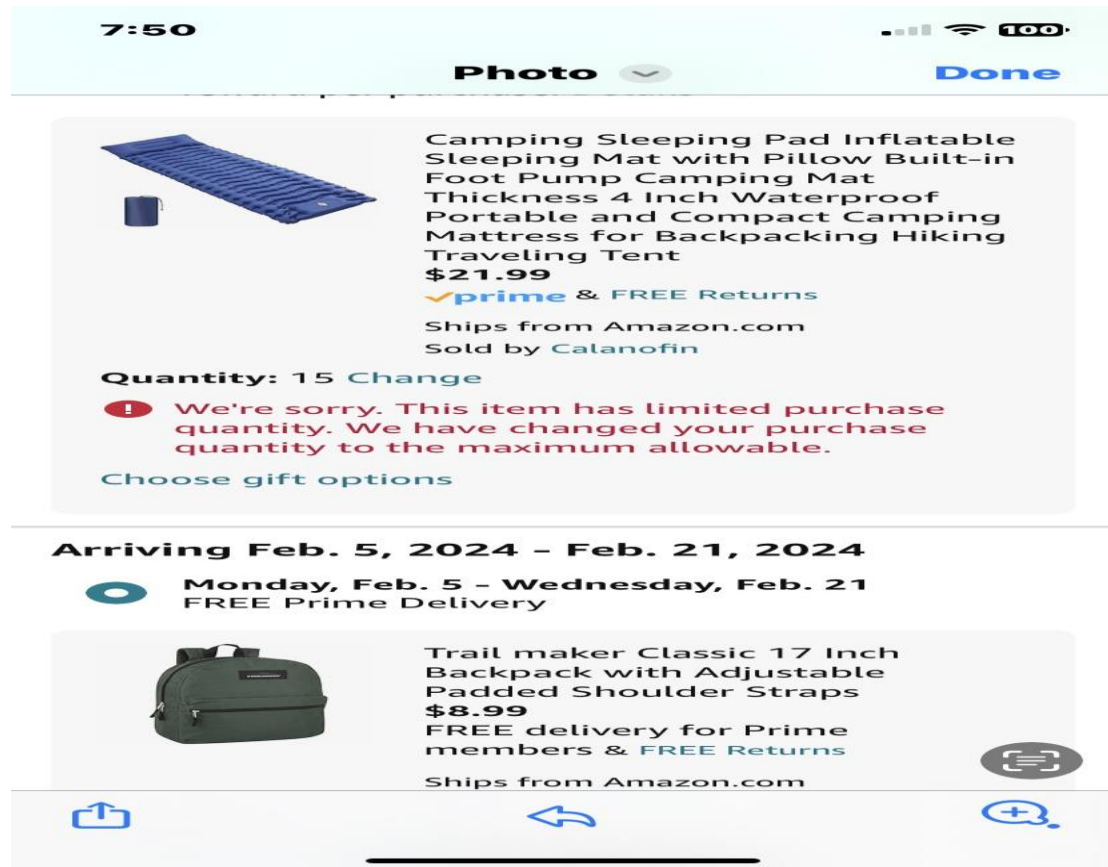 7:50
100
Photo
Done
Camping Sleeping Pad Inflatable
Sleeping Mat with Pillow Built-in
Foot Pump Camping Mat
Thickness 4 Inch Waterproof
Portable and Compact Camping
Mattress for Backpacking Hiking
Traveling Tent
$21.99
prime & FREE Returns
Ships from Amazon.com
Sold by Calanofin
Quantity: 15 Change
We're sorry. This item has limited purchase
quantity. We have changed your purchase
quantity to the maximum allowable.
Choose gift options
Arriving Feb. 5, 2024 – Feb. 21, 2024
Monday, Feb. 5 - Wednesday, Feb. 21
FREE Prime Delivery
Trail maker Classic 17 Inch
Backpack with Adjustable
Padded Shoulder Straps
$8.99
FREE delivery for Prime
members & FREE Returns
Ships from Amazon.com